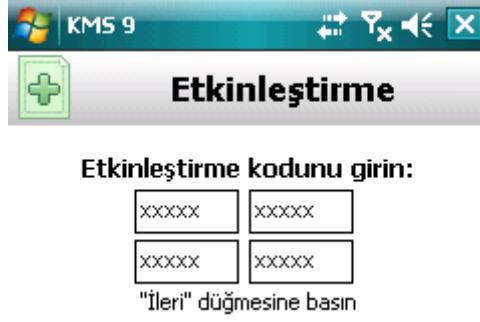 KMS 9
Etkinleştirme
Etkinleştirme kodunu girin:
xxxxx xxxxx
xxxxx xxxxx
"İleri" düğmesine basın